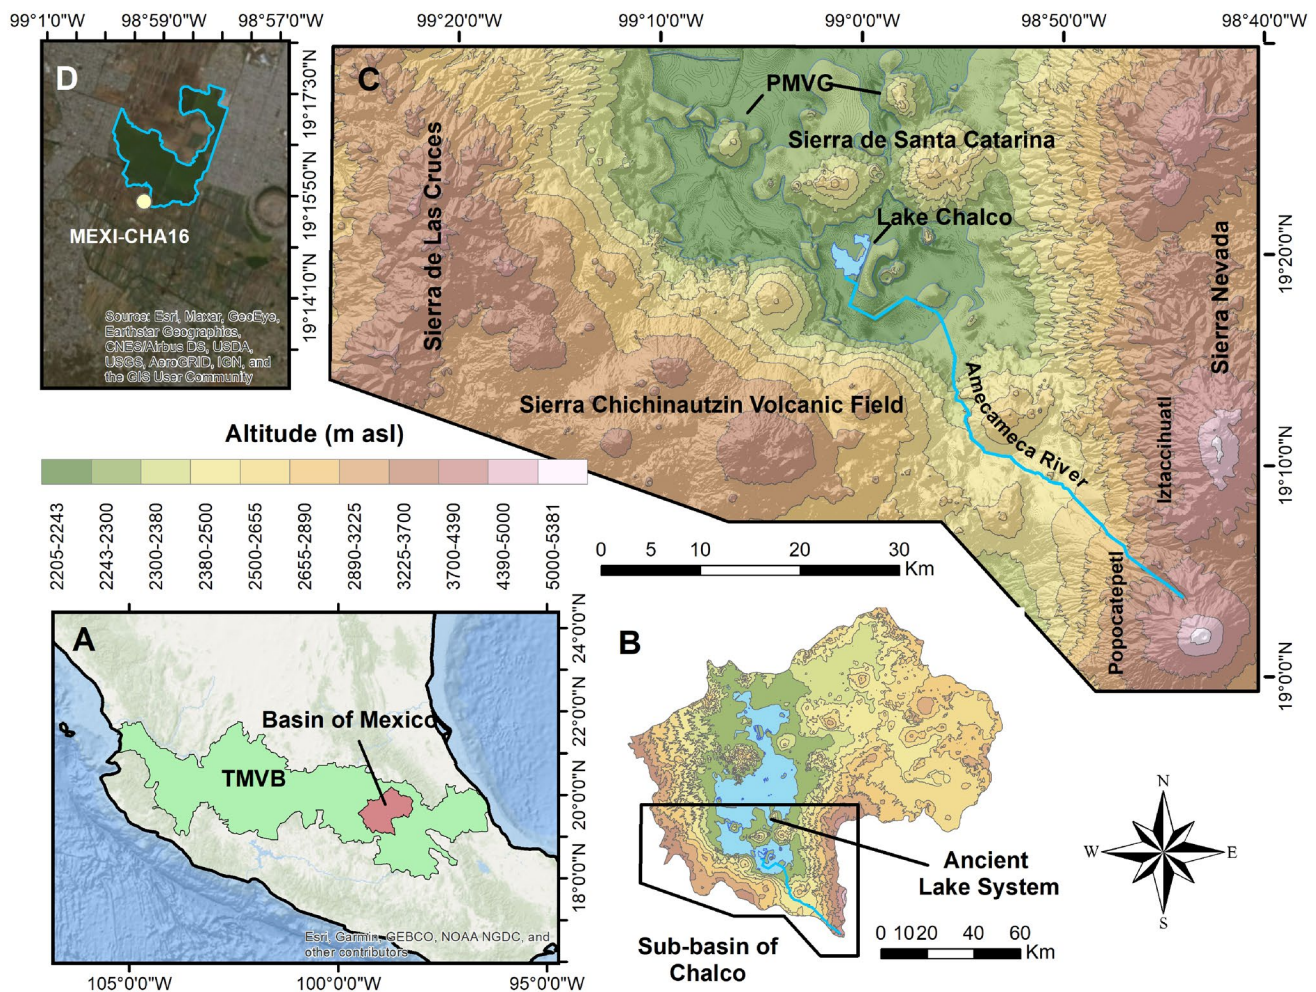 99°1'0"W 98°59'0"W 98°57'0"W
99°20'0"W 99°10'0"W 99°00'0"W 98°50'0"W 98°40'0"W
D
MEXI-CHA16
Source: Esri, Maxar, GeoEye,
Earthstar Geographics,
CNES/Airbus DS, USDA,
USGS, AeroGRID, IGN, and
the GIS User Community
19°17'30"N
19°15'50"N
19°14'10"N
C
PMVG
Sierra de Santa Catarina
Lake Chalco
Sierra de Las Cruces
Sierra Nevada
Sierra Chichinautzin Volcanic Field
Amecameca River
Iztaccihuatl
Popocatepetl
19°20'0"N
19°10'0"N
19°0'0"N
0 5 10 20 30
Km
Altitude (m asl)
2205-2243
2243-2300
2300-2380
2380-2500
2500-2655
2655-2890
2890-3225
3225-3700
3700-4390
4390-5000
5000-5381
A
Basin of Mexico
TMVB
Esri, Garmin, GEBCO, NOAA NGDC, and
other contributors
24°0'0"N
22°0'0"N
20°0'0"N
18°0'0"N
105°0'0"W 100°0'0"W 95°0'0"W
B
Ancient
Lake System
Sub-basin of
Chalco
0 10 20 40 60
Km
N
W E
S